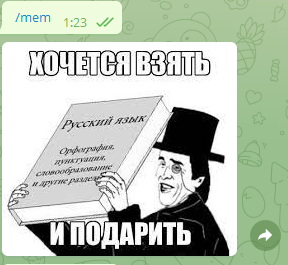 /mem
1:23
ХОЧЕТСЯ ВЗЯТЬ
Русский язык
Орфография,
пунктуация,
словообразование
и другие разделы
И ПОДАРИТЬ